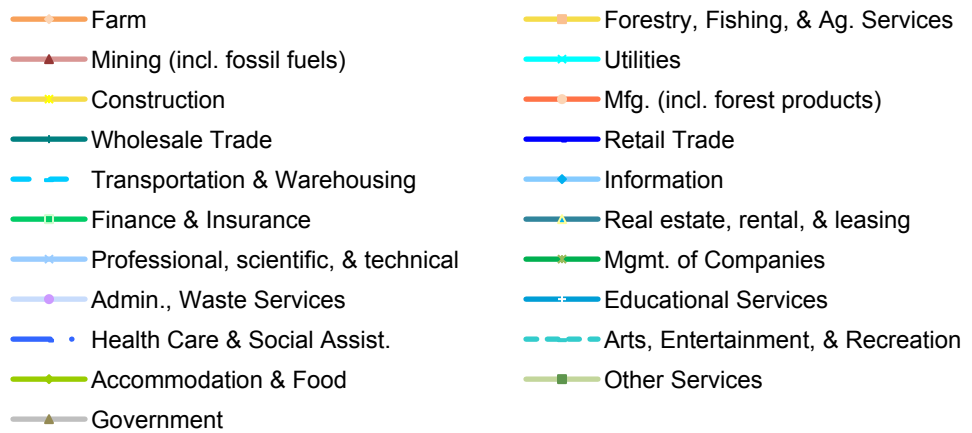 Farm
Forestry, Fishing, & Ag. Services
Mining (incl. fossil fuels)
Utilities
Construction
Mfg. (incl. forest products)
Wholesale Trade
Retail Trade
Transportation & Warehousing
Information
Finance & Insurance
Real estate, rental, & leasing
Professional, scientific, & technical
Mgmt. of Companies
Admin., Waste Services
Educational Services
Health Care & Social Assist.
Arts, Entertainment, & Recreation
Accommodation & Food
Other Services
Government